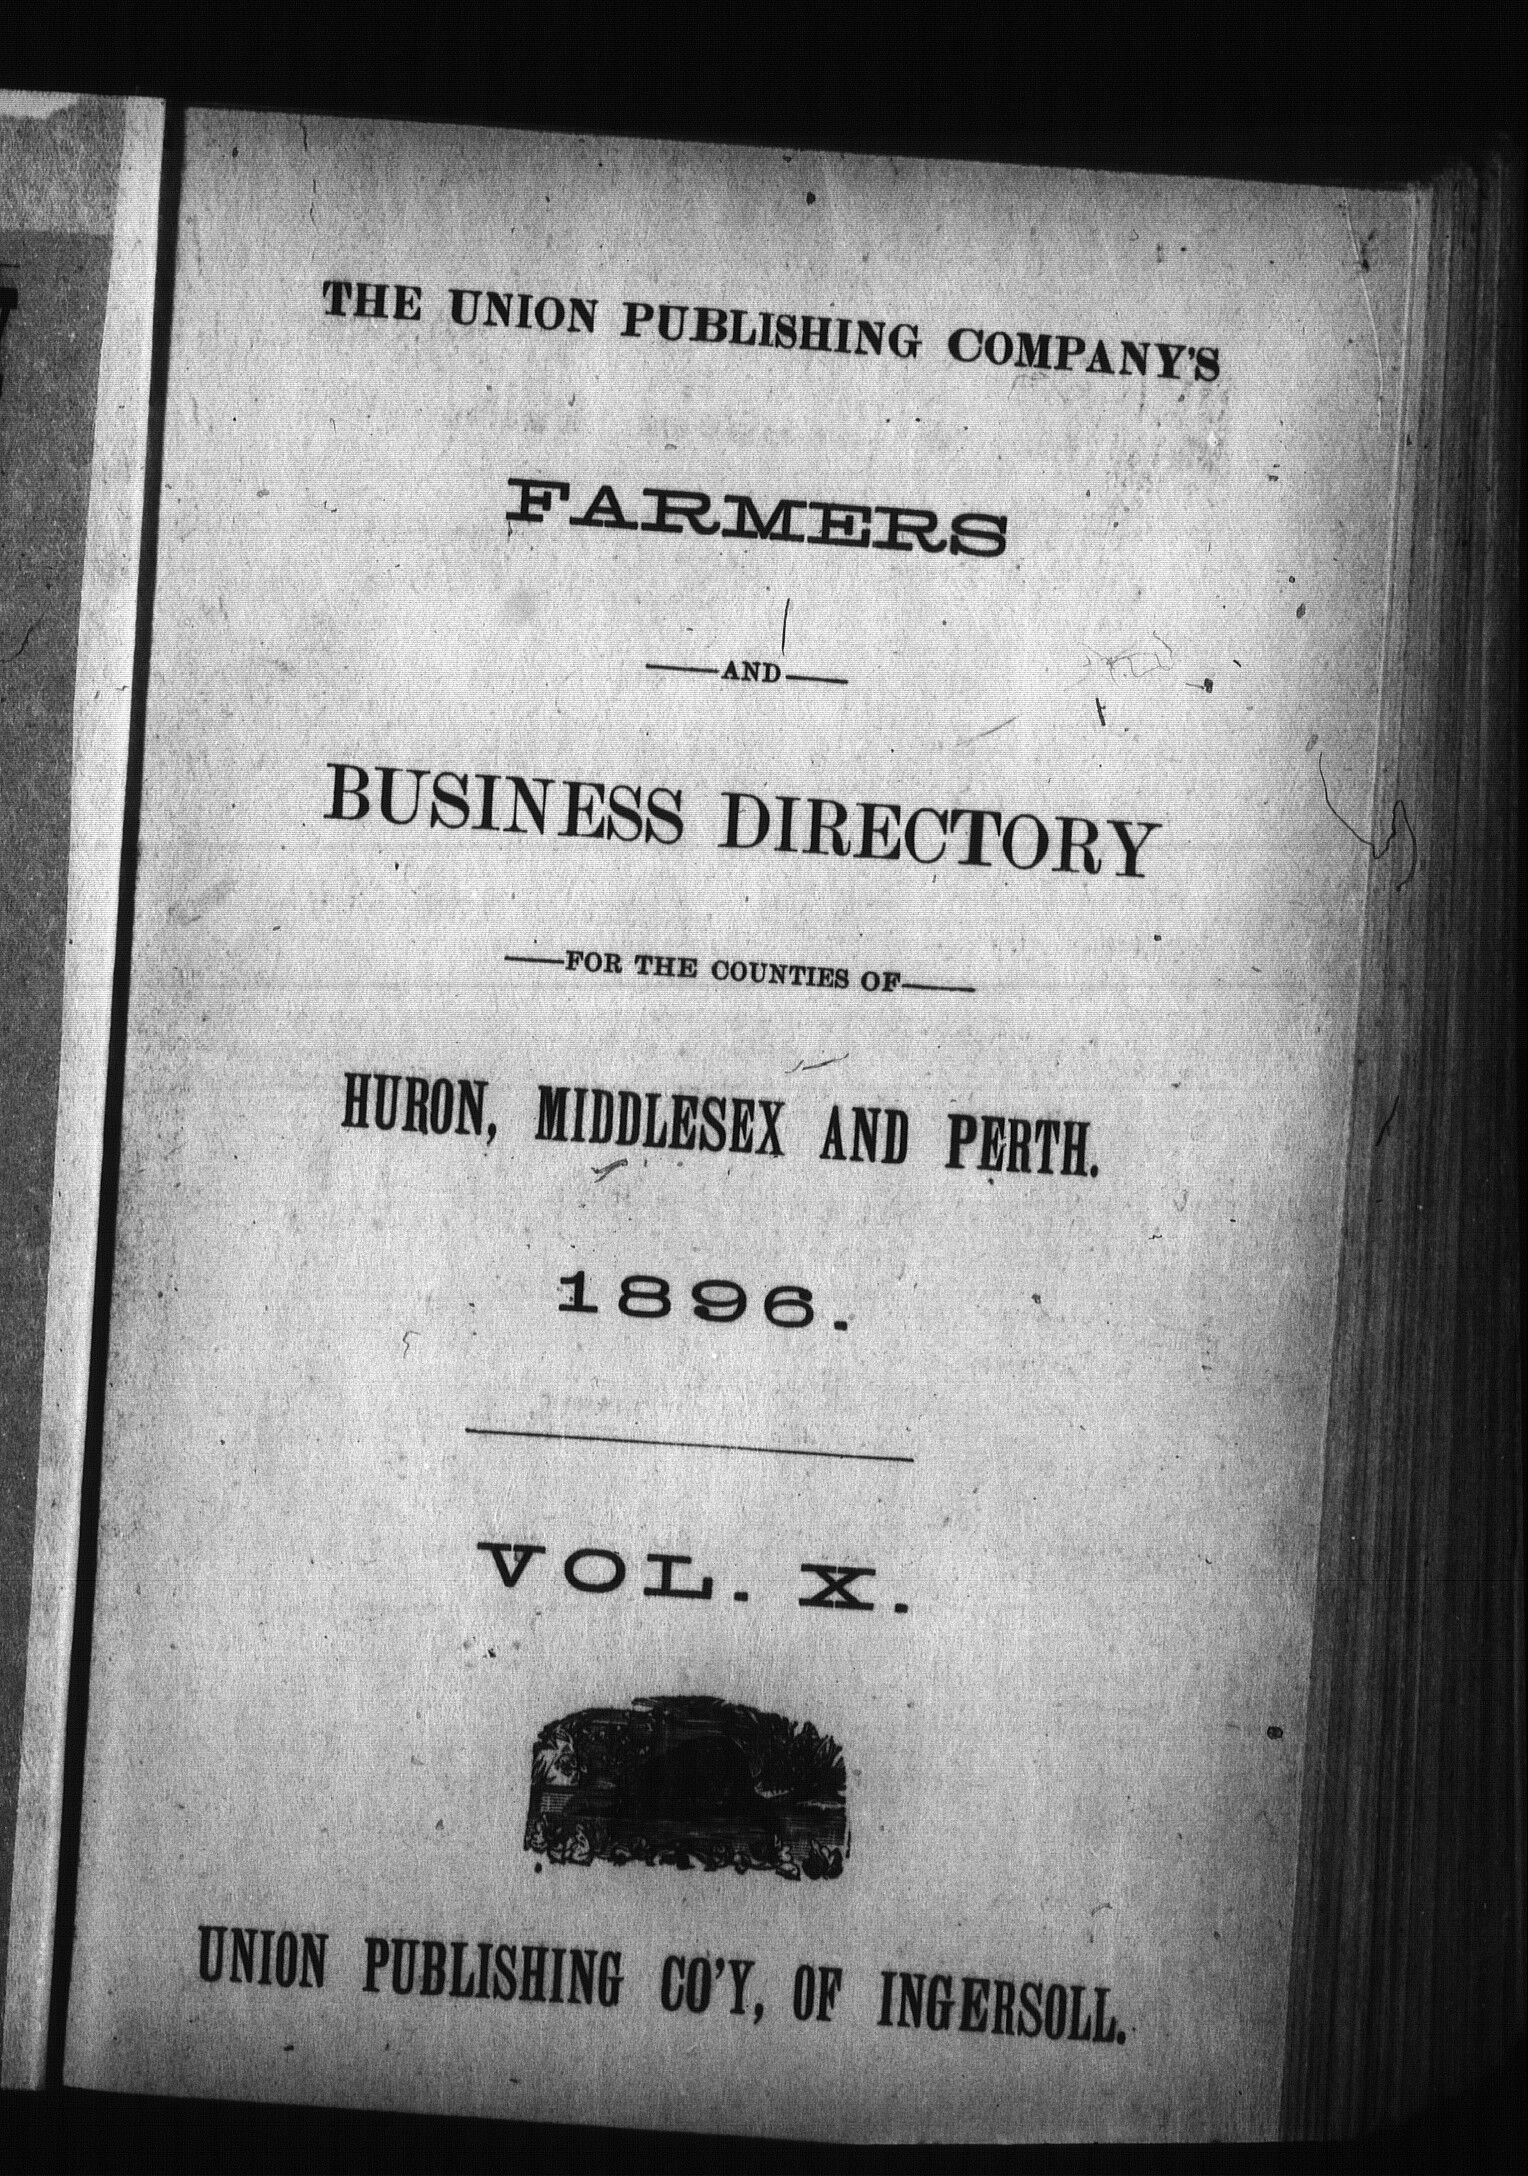 THE UNION PUBLISHING COMPANY'S
FARMERS
——AND——
BUSINESS DIRECTORY
——FOR THE COUNTIES OF——
HURON, MIDDLESEX AND PERTH.
1896.
VOL. X.
UNION PUBLISHING CO'Y, OF INGERSOLL.